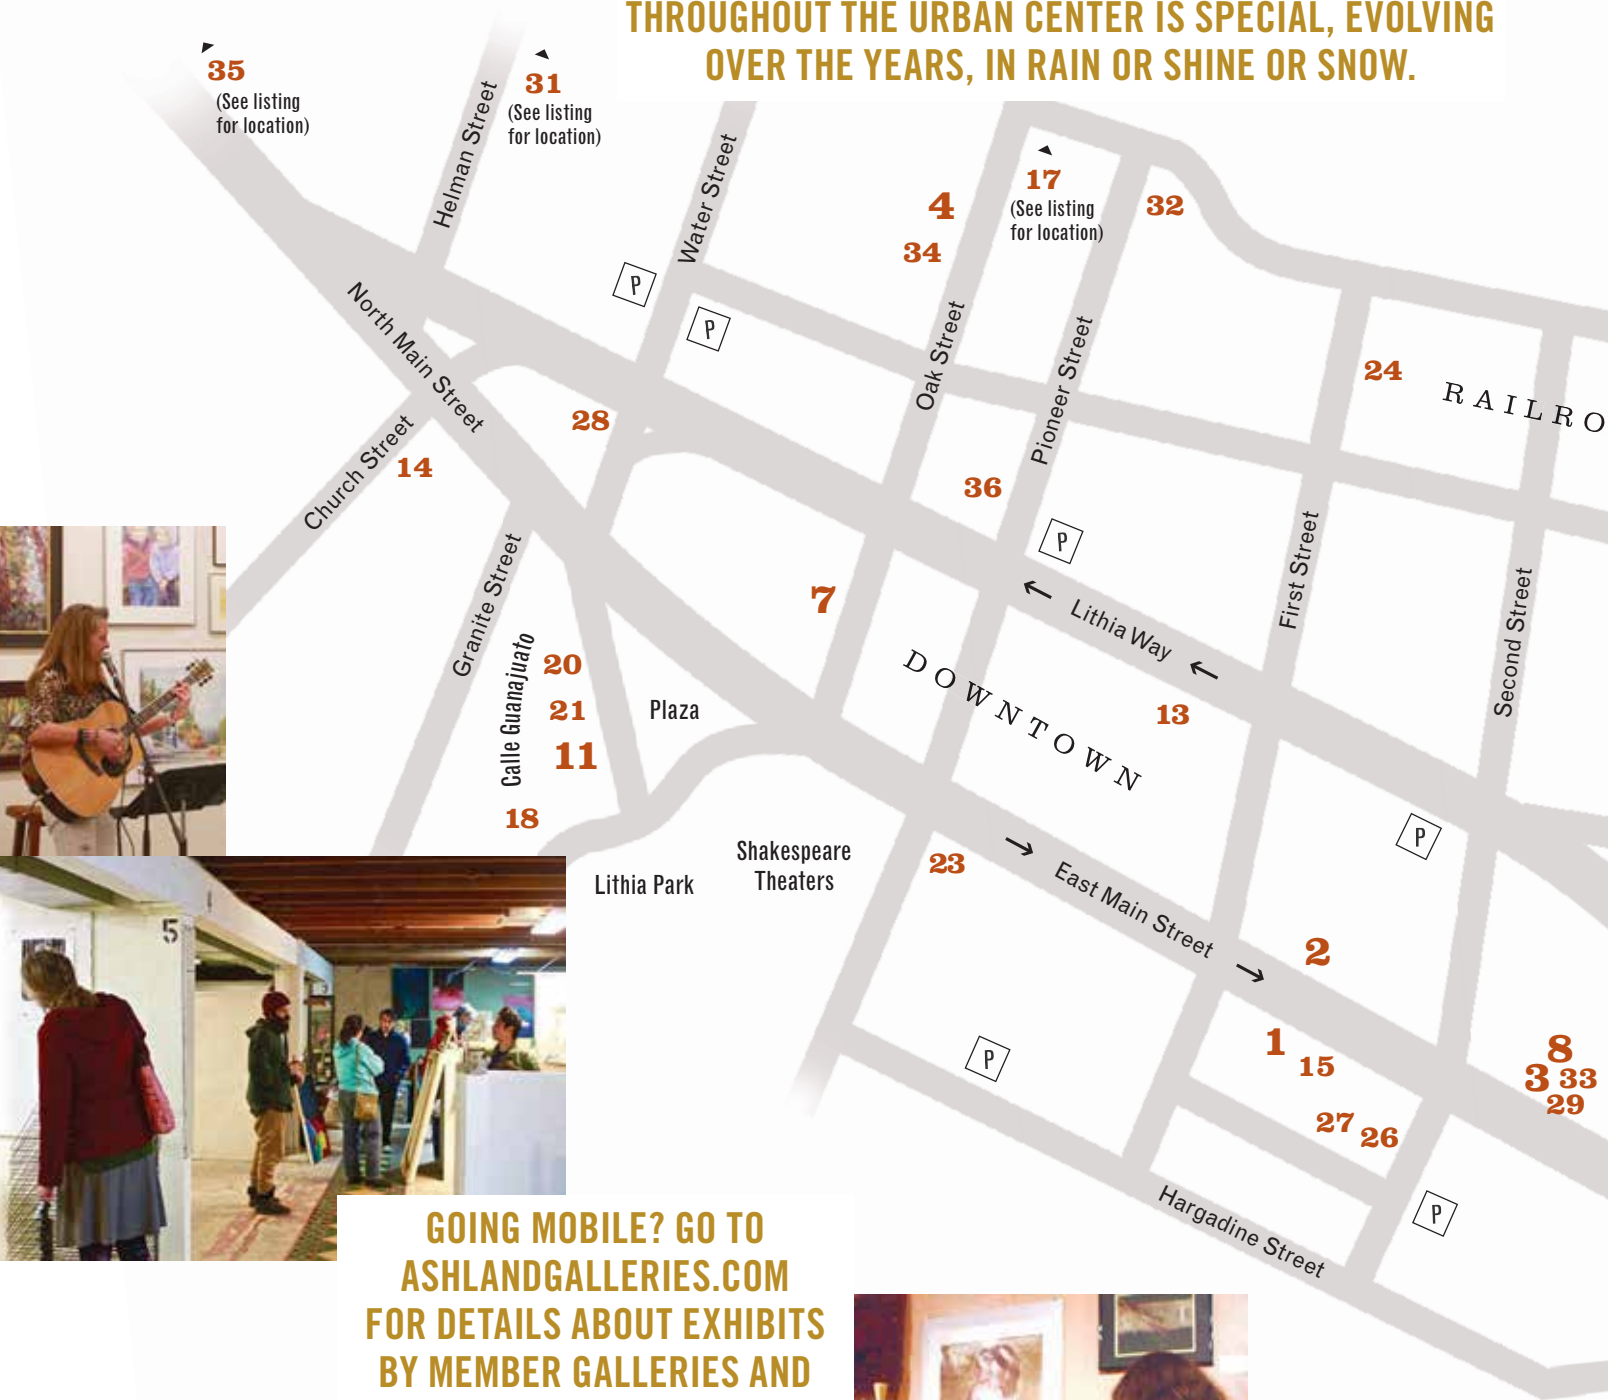 THROUGHOUT THE URBAN CENTER IS SPECIAL, EVOLVING
OVER THE YEARS, IN RAIN OR SHINE OR SNOW.
35
(See listing
for location)
31
(See listing
for location)
Helman Street
Water Street
17
(See listing
for location)
4
34
32
P
P
North Main Street
Oak Street
Pioneer Street
24
RAILRO
28
Church Street
14
36
P
First Street
Second Street
Granite Street
7
← Lithia Way ←
Calle Guanajuato
20
21
11
18
Plaza
DOWNTOWN
13
P
Lithia Park
Shakespeare
Theaters
23
→ East Main Street →
2
5
P
1
15
8
3 33
29
27 26
P
Hargadine Street
GOING MOBILE? GO TO
ASHLANDGALLERIES.COM
FOR DETAILS ABOUT EXHIBITS
BY MEMBER GALLERIES AND